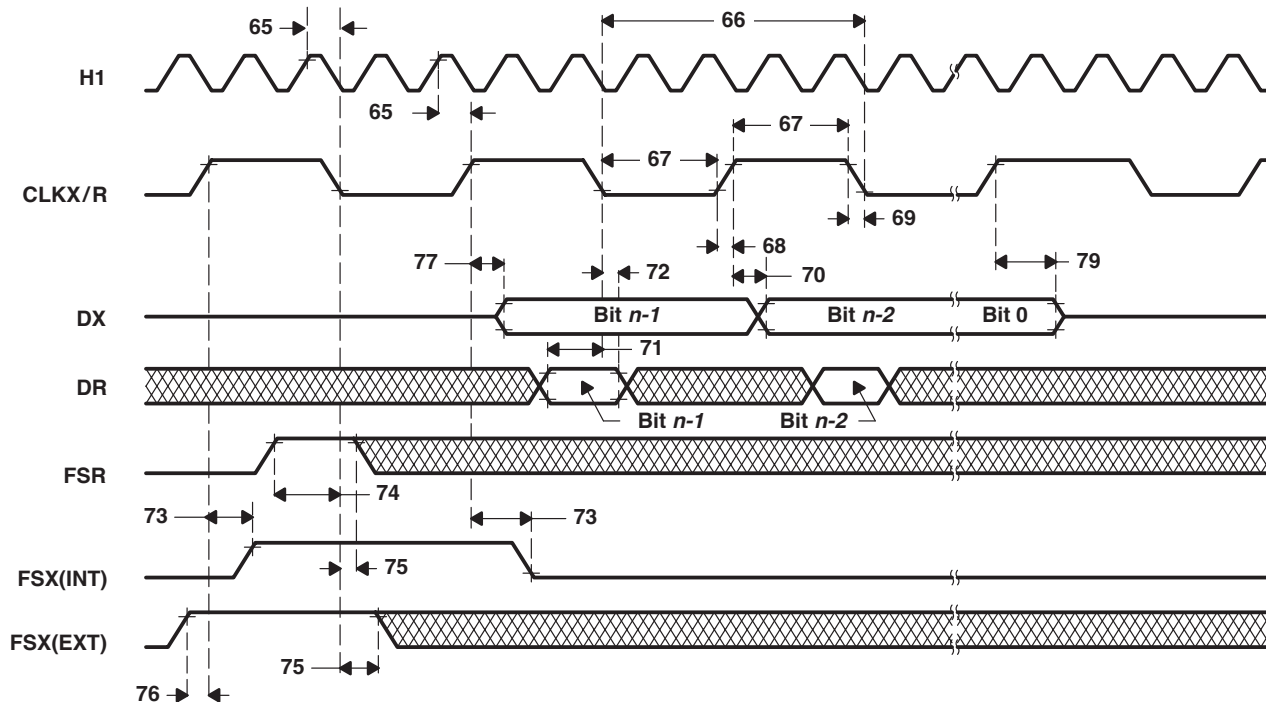 65
66
H1
65
67
67
CLKX/R
69
68
77
72
70
79
DX
Bit n-1
Bit n-2
Bit 0
71
DR
Bit n-1
Bit n-2
FSR
74
73
73
FSX(INT)
75
FSX(EXT)
75
76